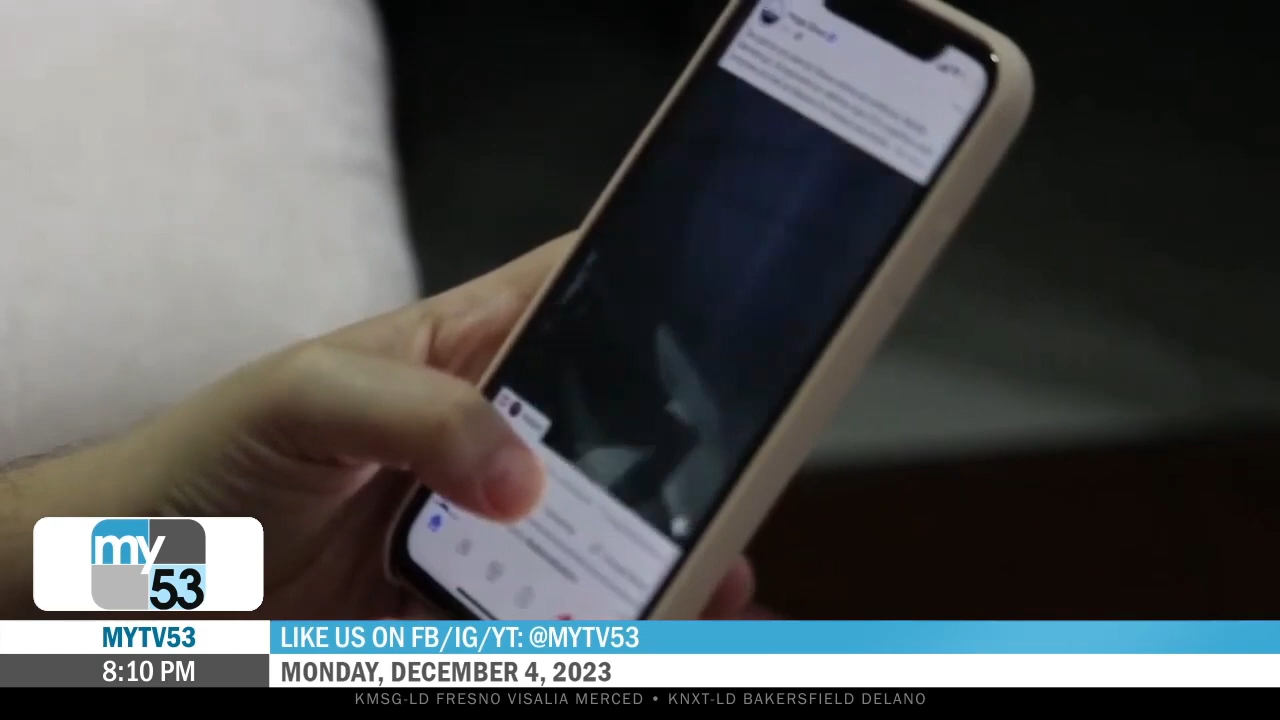 my
53
MYTV53
LIKE US ON FB/IG/YT: @MYTV53
8:10 PM
MONDAY, DECEMBER 4, 2023
KMSG-LD FRESNO VISALIA MERCED • KNXT-LD BAKERSFIELD DELANO